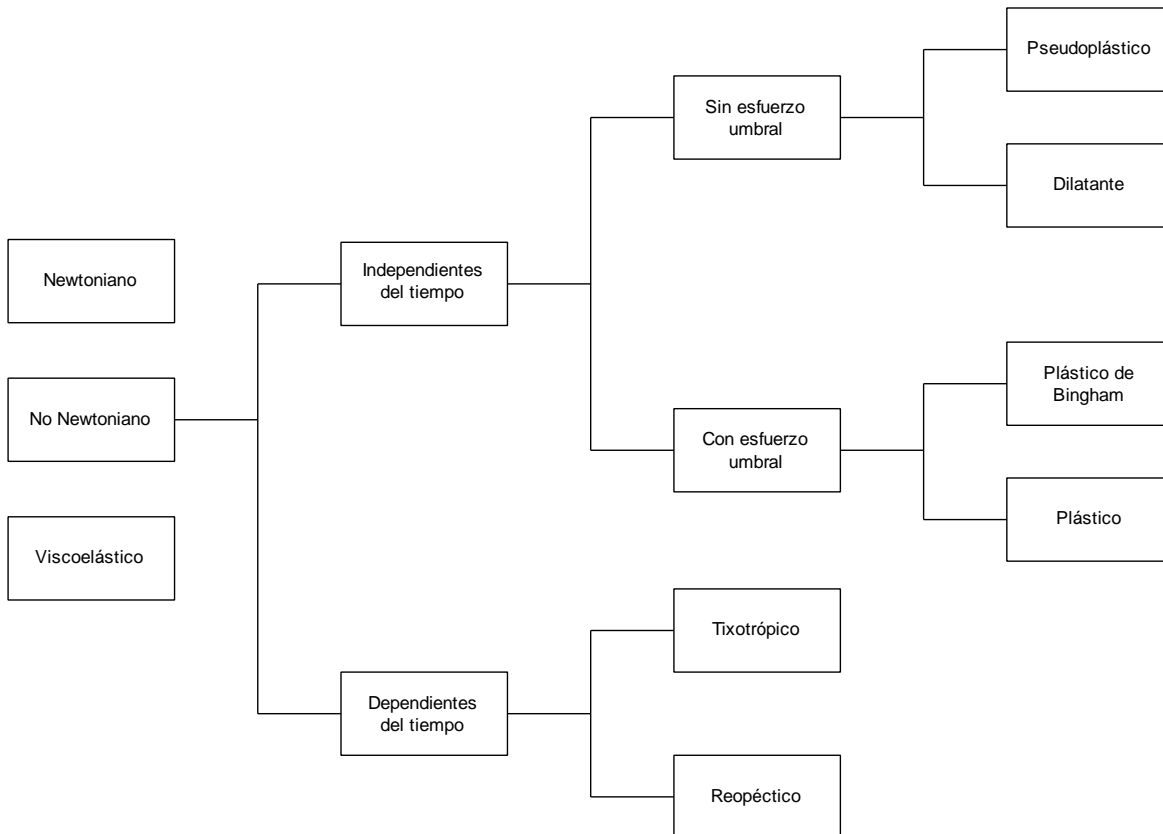 Pseudoplástico
Sin esfuerzo
umbral
Dilatante
Newtoniano
Independientes
del tiempo
No Newtoniano
Plástico de
Bingham
Con esfuerzo
umbral
Plástico
Viscoelástico
Tixotrópico
Dependientes
del tiempo
Reopéctico